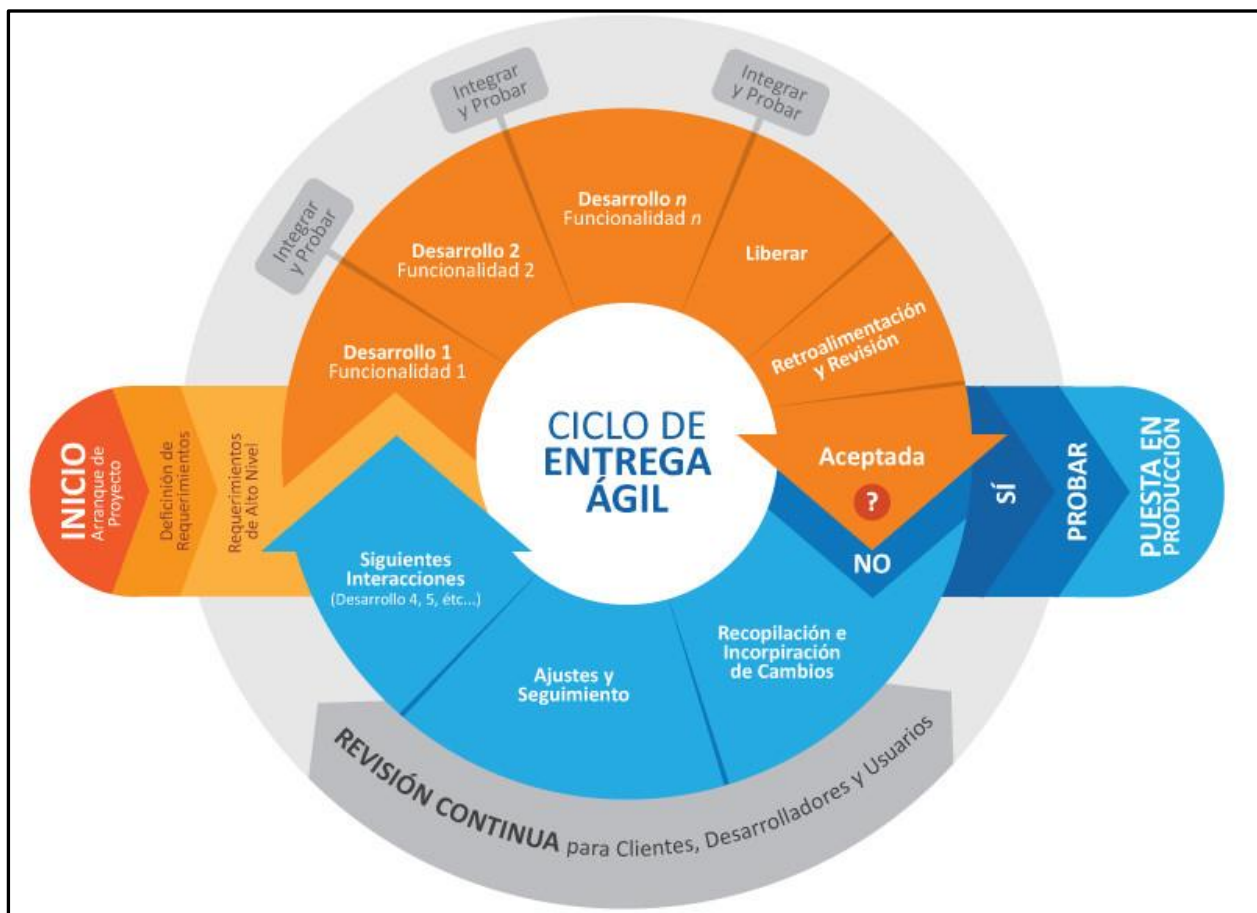 INICIO
Arranque de
Proyecto
Deficinión de
Requerimientos
Requerimientos
de Alto Nivel
Desarrollo 1
Funcionalidad 1
Integrar
y Probar
Desarrollo 2
Funcionalidad 2
Integrar
y Probar
Desarrollo n
Funcionalidad n
Integrar
y Probar
Liberar
Retroalimentación
y Revisión
Aceptada
?
SÍ
PROBAR
PUESTA EN
PRODUCCIÓN
NO
Recopilación e
Incorpiración
de Cambios
Ajustes y
Seguimiento
Siguientes
Interacciones
(Desarrollo 4, 5, étc...)
CICLO DE
ENTREGA
ÁGIL
REVISIÓN CONTINUA para Clientes, Desarrolladores y Usuarios